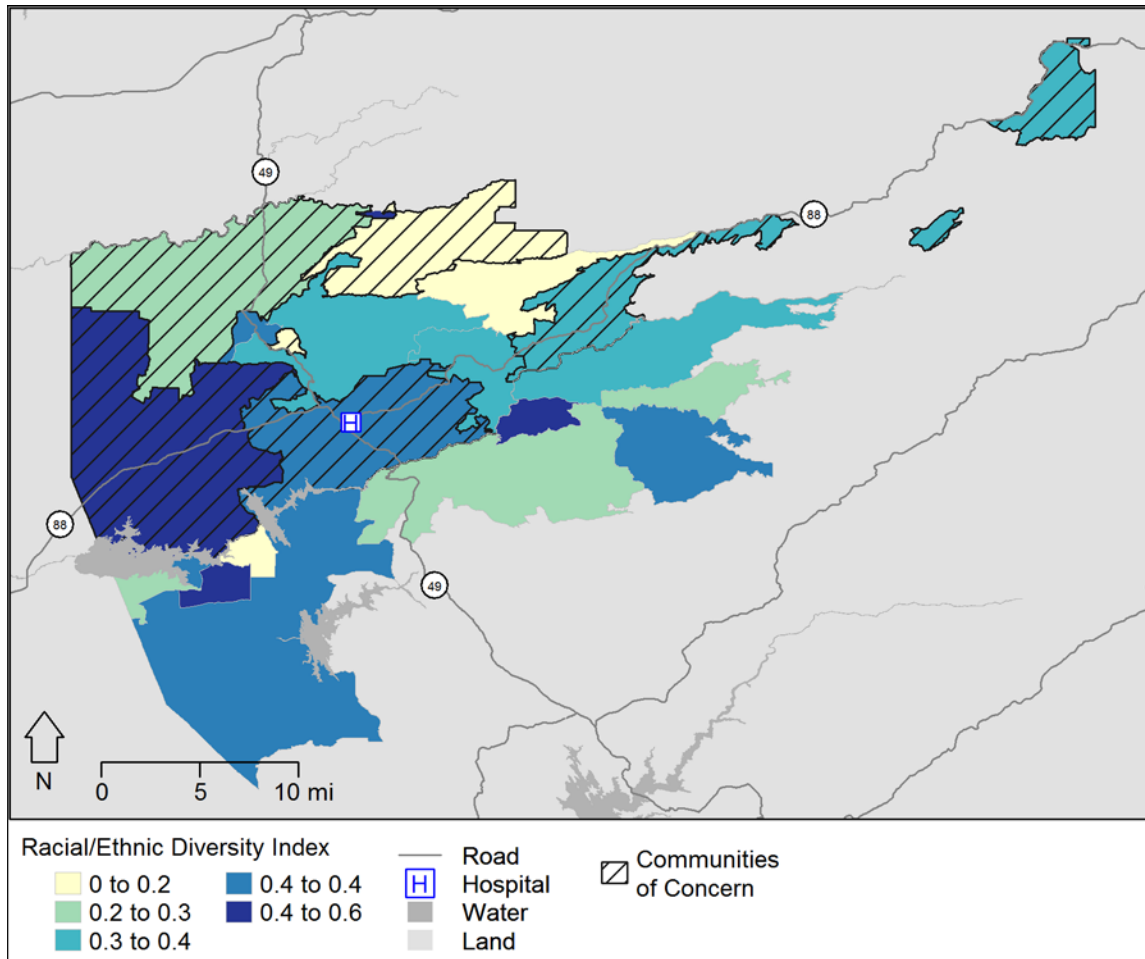 49
88
88
49
N
0 5 10 mi
Racial/Ethnic Diversity Index
0 to 0.2
0.2 to 0.3
0.3 to 0.4
0.4 to 0.4
0.4 to 0.6
Road
H Hospital
Water
Land
Communities
of Concern
H